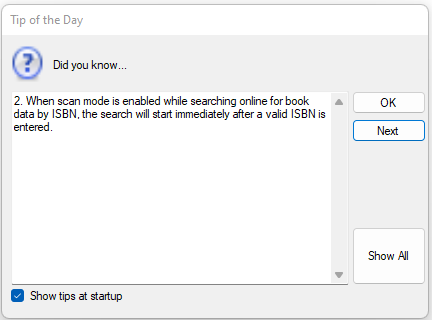 Tip of the Day
Did you know...
2. When scan mode is enabled while searching online for book
data by ISBN, the search will start immediately after a valid ISBN is
entered.
OK
Next
Show All
Show tips at startup